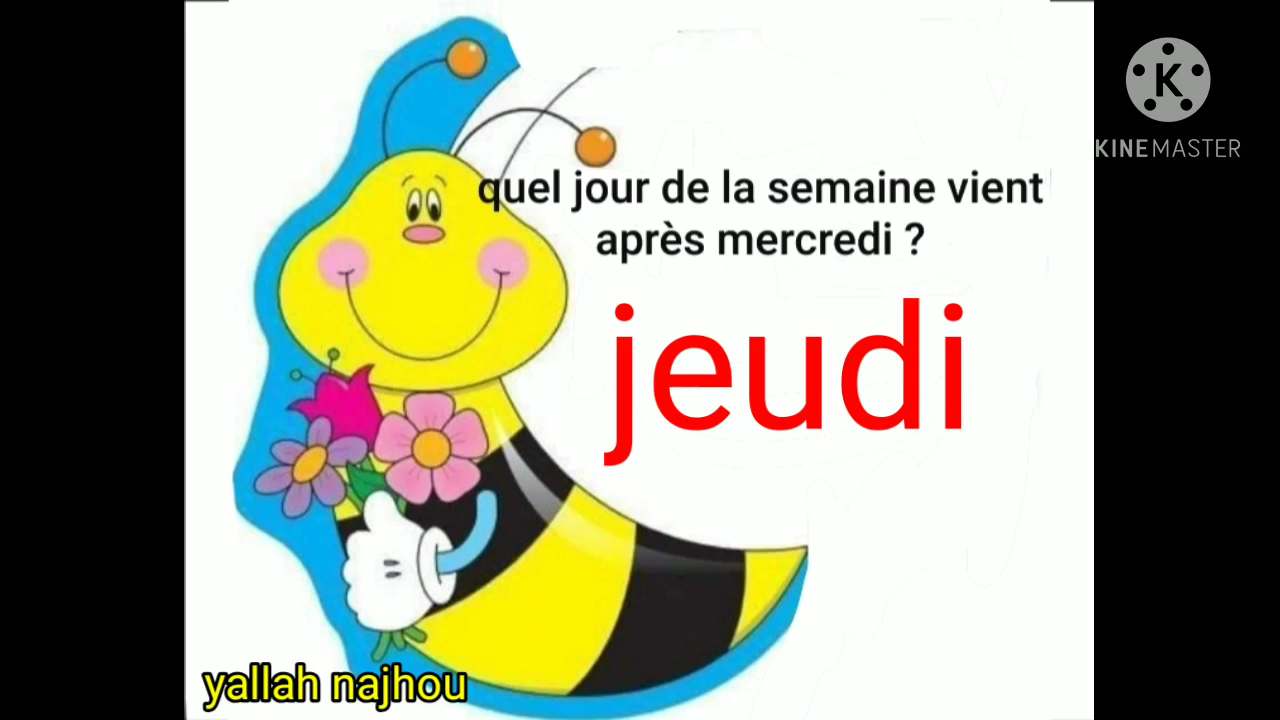 K
KINEMASTER
quel jour de la semaine vient
après mercredi ?
jeudi
yallah najhou